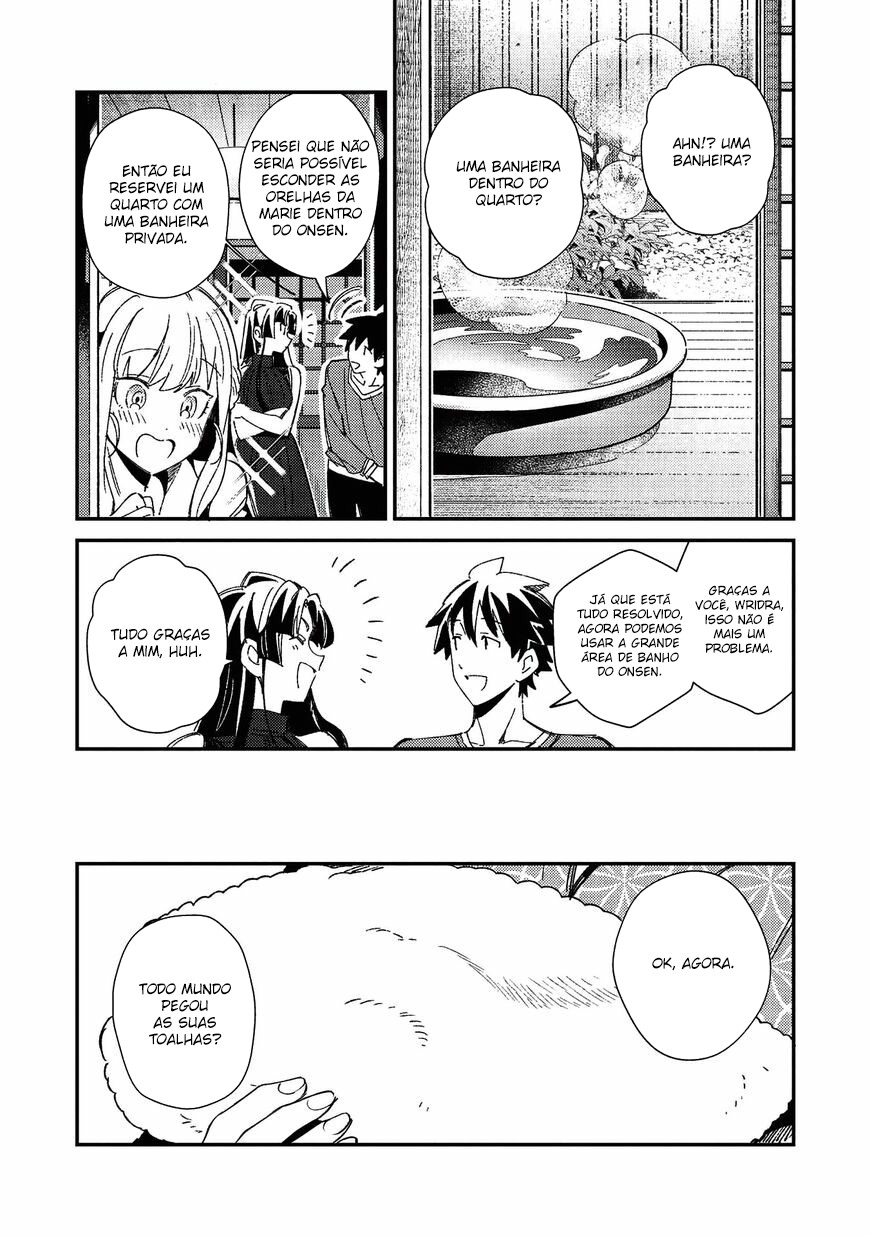 AHN!? UMA
BANHEIRA?
UMA BANHEIRA
DENTRO DO
QUARTO?
PENSEI QUE NÃO
SERIA POSSÍVEL
ESCONDER AS
ORELHAS DA
MARIE DENTRO
DO ONSEN.
ENTÃO EU
RESERVEI UM
QUARTO COM
UMA BANHEIRA
PRIVADA.
GRAÇAS A
VOCÊ, WRIDRA,
ISSO NÃO É
MAIS UM
PROBLEMA.
JÁ QUE ESTÁ
TUDO RESOLVIDO,
AGORA PODEMOS
USAR A GRANDE
ÁREA DE BANHO
DO ONSEN.
TUDO GRAÇAS
A MIM, HUH.
OK, AGORA.
TODO MUNDO
PEGOU
AS SUAS
TOALHAS?